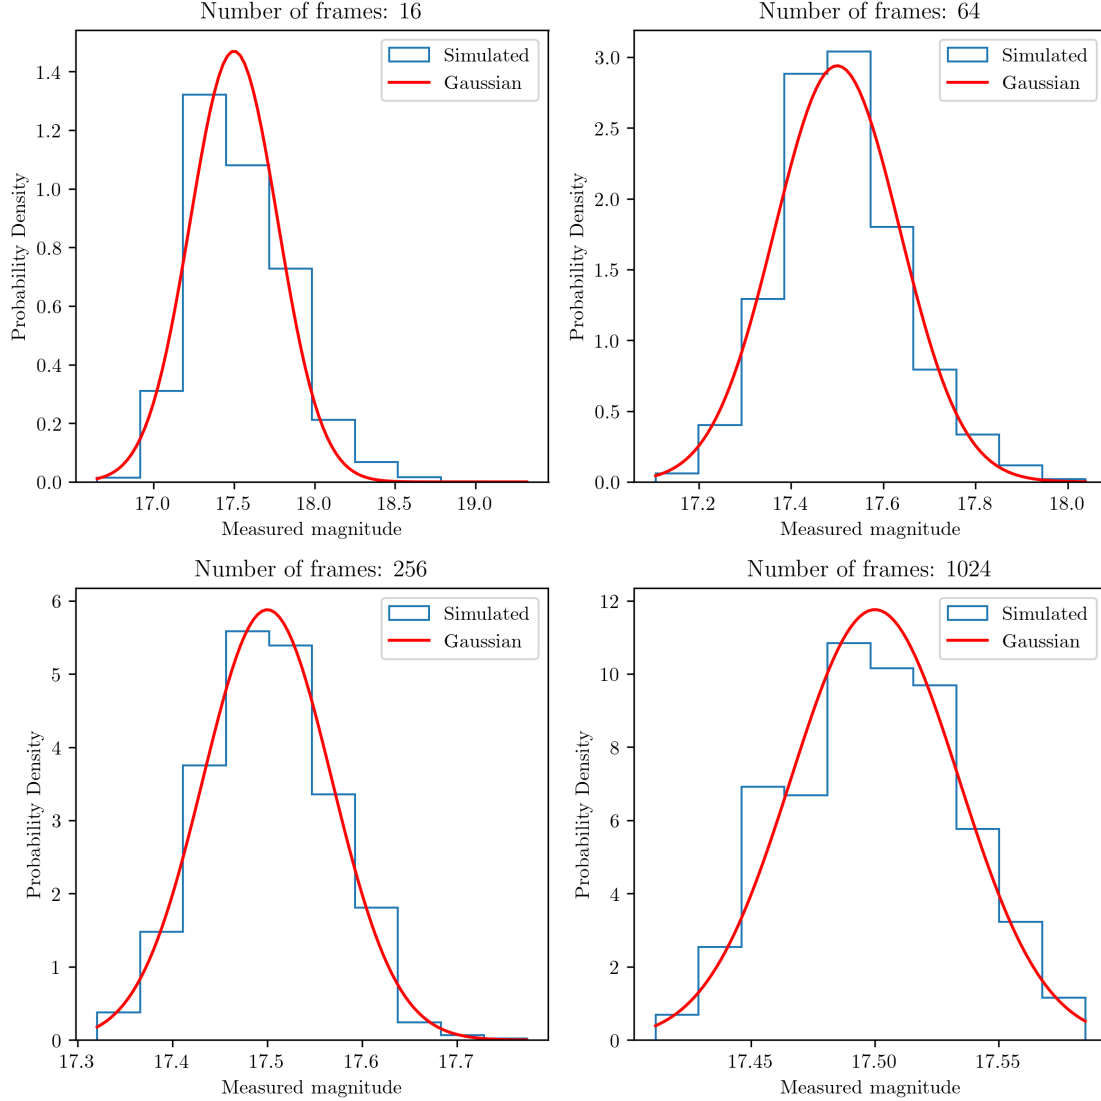 Number of frames: 16
Simulated
Gaussian
Probability Density
0.0
0.2
0.4
0.6
0.8
1.0
1.2
1.4
17.0 17.5 18.0 18.5 19.0
Measured magnitude
Number of frames: 64
Simulated
Gaussian
Probability Density
0.0
0.5
1.0
1.5
2.0
2.5
3.0
17.2 17.4 17.6 17.8 18.0
Measured magnitude
Number of frames: 256
Simulated
Gaussian
Probability Density
0
1
2
3
4
5
6
17.3 17.4 17.5 17.6 17.7
Measured magnitude
Number of frames: 1024
Simulated
Gaussian
Probability Density
0
2
4
6
8
10
12
17.45 17.50 17.55
Measured magnitude